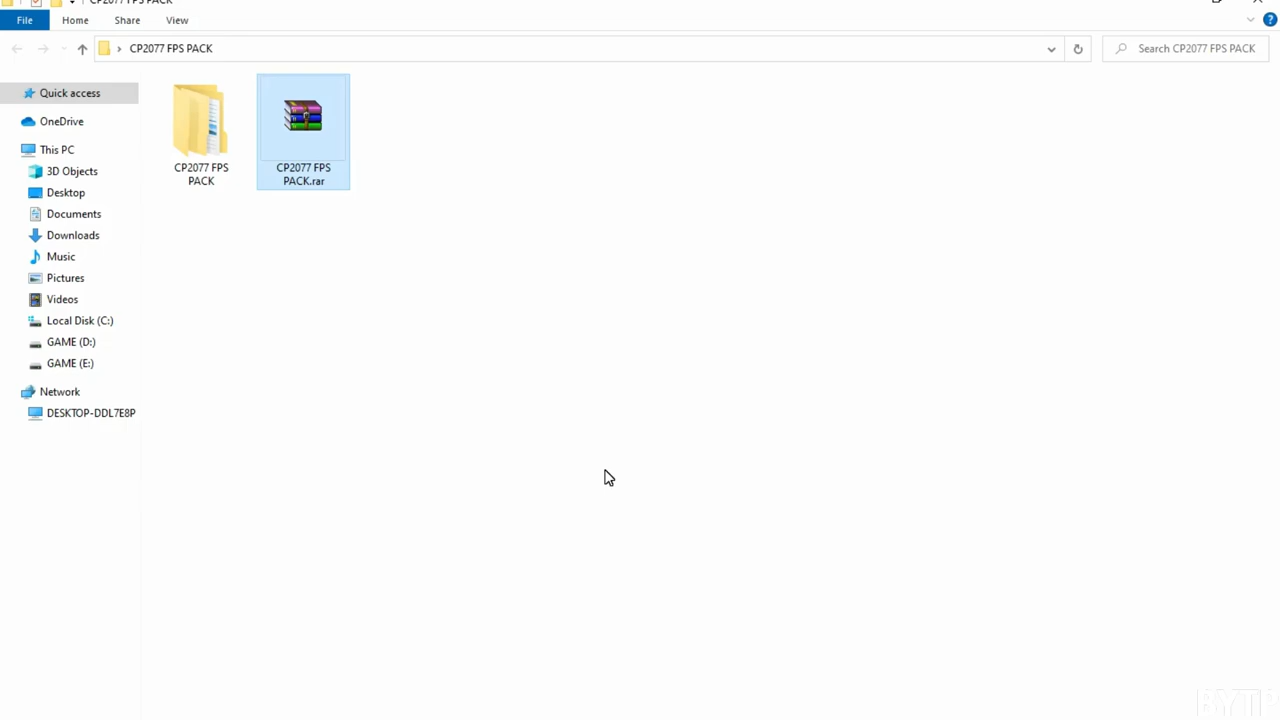 CP2077 FPS PACK
File Home Share View
CP2077 FPS PACK
Search CP2077 FPS PACK
Quick access
OneDrive
This PC
3D Objects
Desktop
Documents
Downloads
Music
Pictures
Videos
Local Disk (C:)
GAME (D:)
GAME (E:)
Network
DESKTOP-DDL7E8P
CP2077 FPS
PACK
CP2077 FPS
PACK.rar